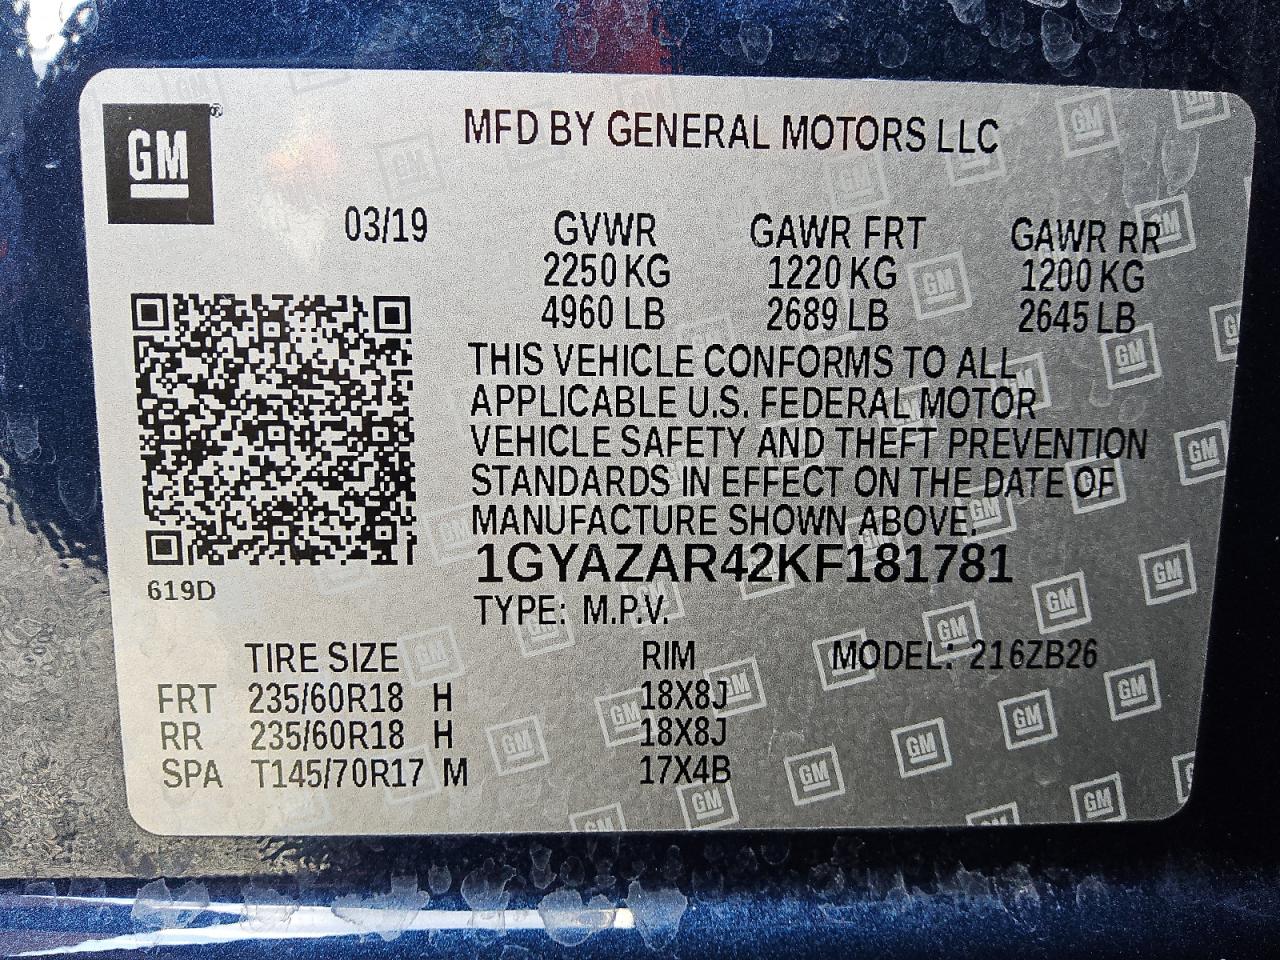 GM®
MFD BY GENERAL MOTORS LLC
03/19
GVWR GAWR FRT GAWR RR
2250 KG 1220 KG 1200 KG
4960 LB 2689 LB 2645 LB
THIS VEHICLE CONFORMS TO ALL
APPLICABLE U.S. FEDERAL MOTOR
VEHICLE SAFETY AND THEFT PREVENTION
STANDARDS IN EFFECT ON THE DATE OF
MANUFACTURE SHOWN ABOVE.
1GYAZAR42KF181781
619D
TYPE: M.P.V.
TIRE SIZE RIM MODEL: 216ZB26
FRT 235/60R18 H 18X8J
RR 235/60R18 H 18X8J
SPA T145/70R17 M 17X4B